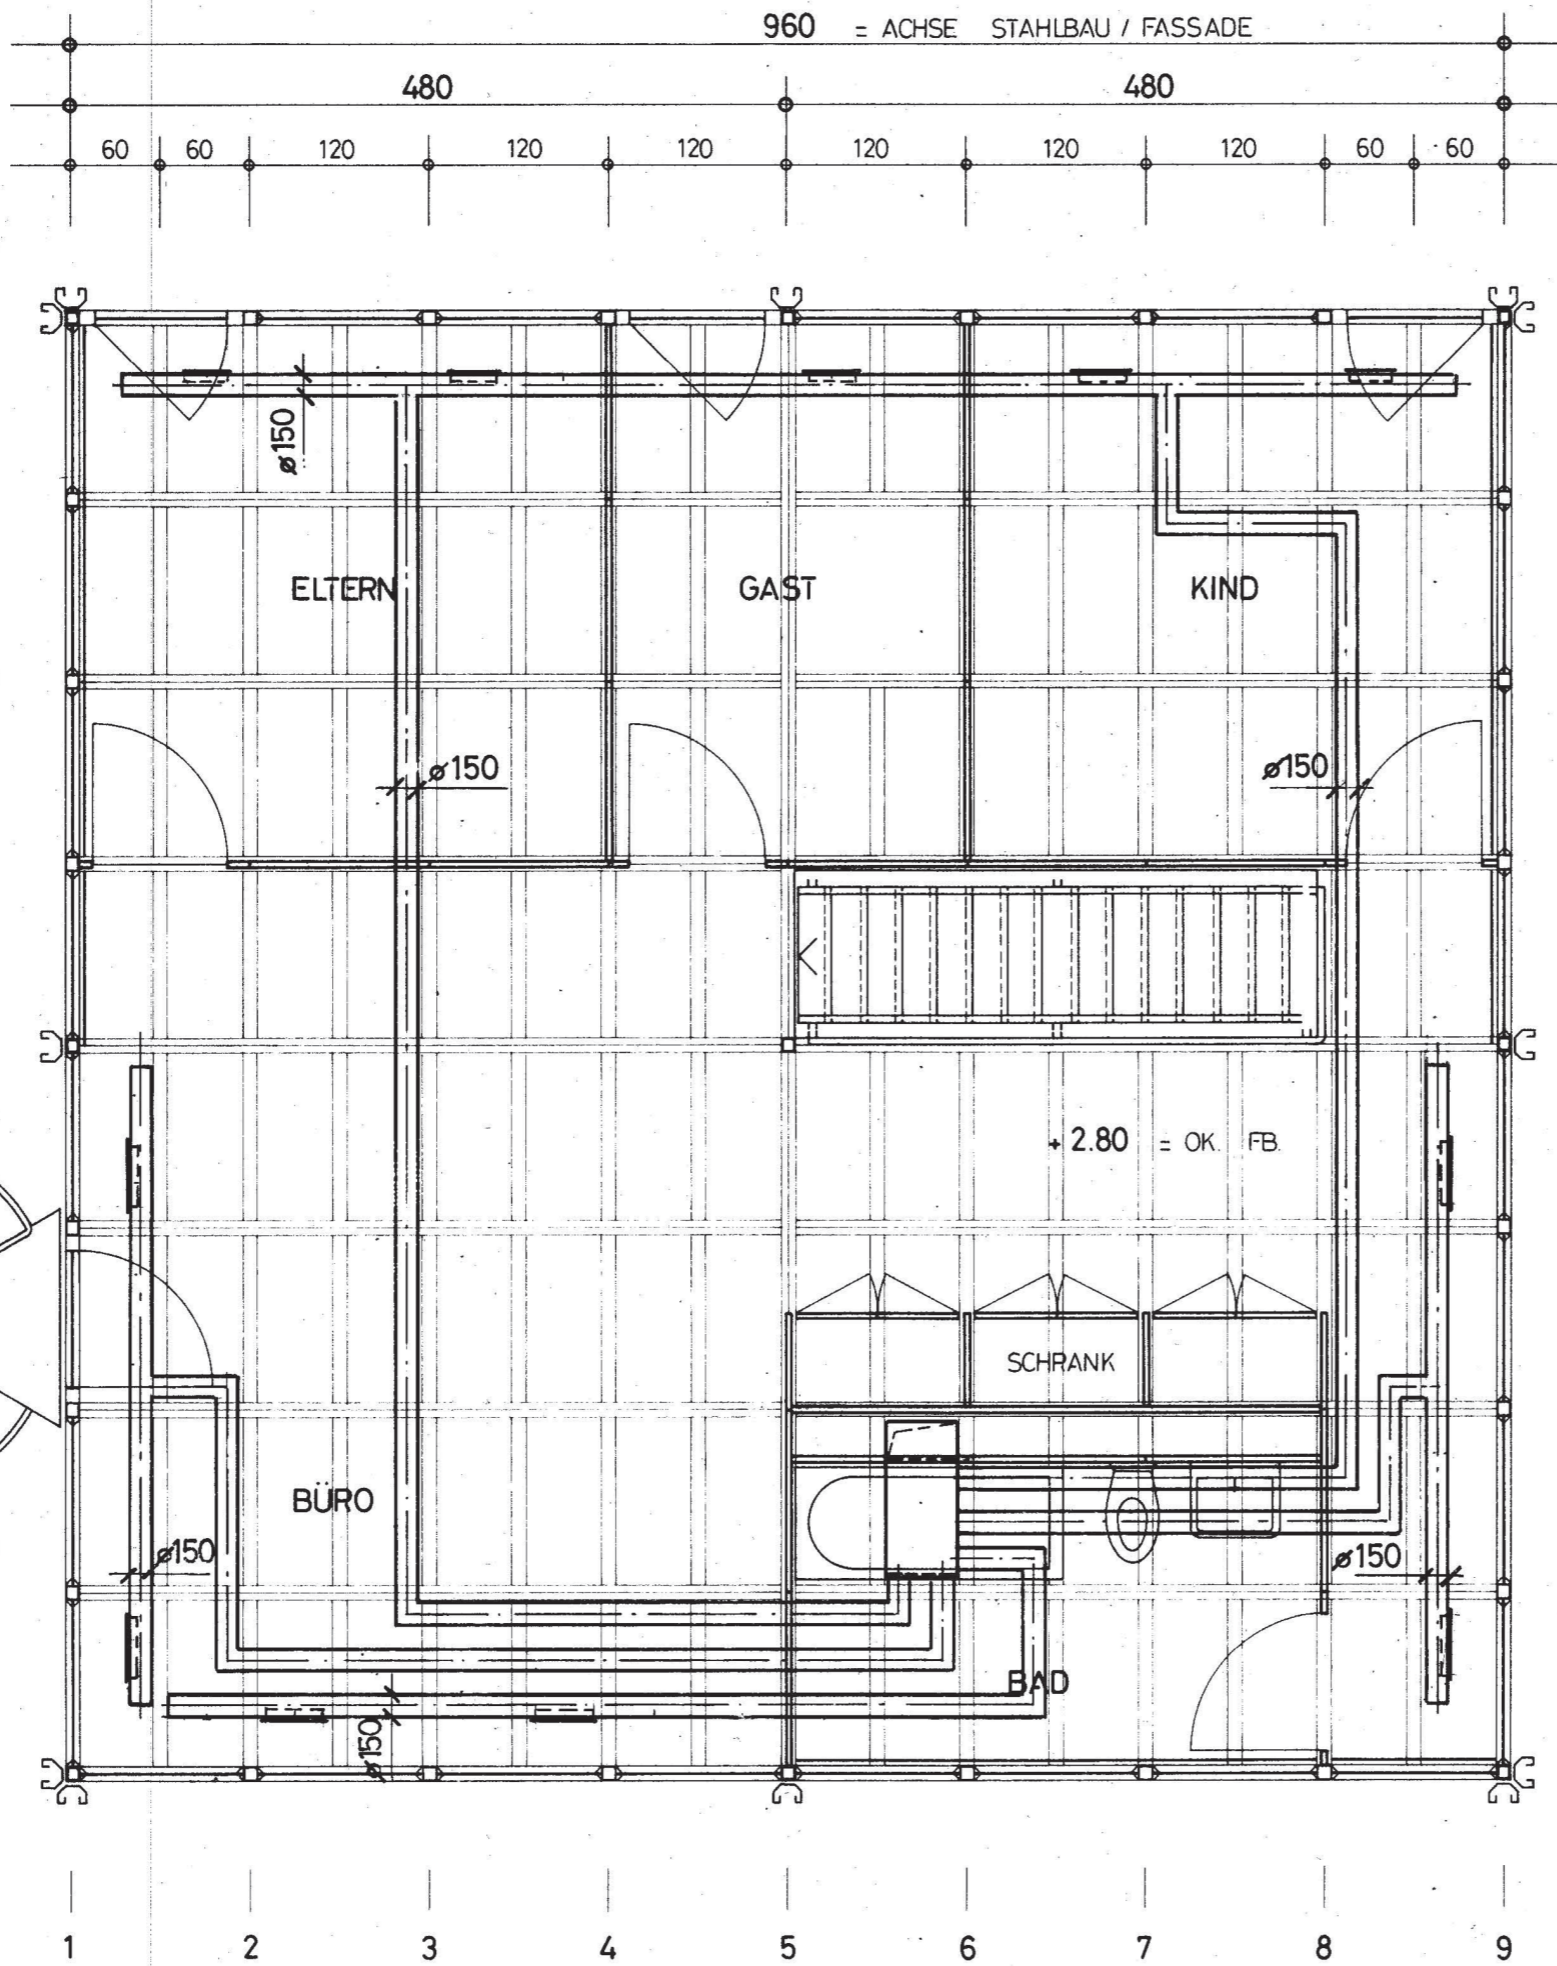 960 = ACHSE STAHLBAU / FASSADE
480 480
60 60 120 120 120 120 120 120 60 60
ø150
ELTERN GAST KIND
ø150 ø150
+ 2.80 = OK. FB.
SCHRANK
BÜRO
ø150 ø150
BAD
ø150
1 2 3 4 5 6 7 8 9